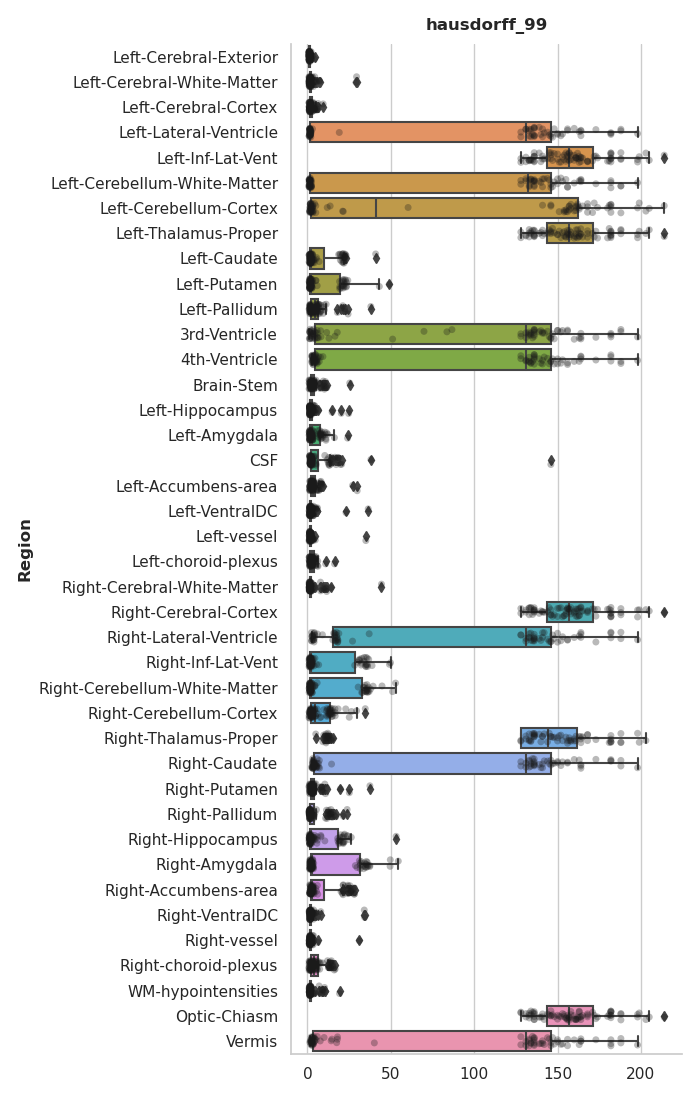 hausdorff_99
Left-Cerebral-Exterior
Left-Cerebral-White-Matter
Left-Cerebral-Cortex
Left-Lateral-Ventricle
Left-Inf-Lat-Vent
Left-Cerebellum-White-Matter
Left-Cerebellum-Cortex
Left-Thalamus-Proper
Left-Caudate
Left-Putamen
Left-Pallidum
3rd-Ventricle
4th-Ventricle
Brain-Stem
Left-Hippocampus
Left-Amygdala
CSF
Left-Accumbens-area
Left-VentralDC
Left-vessel
Left-choroid-plexus
Right-Cerebral-White-Matter
Right-Cerebral-Cortex
Right-Lateral-Ventricle
Right-Inf-Lat-Vent
Right-Cerebellum-White-Matter
Right-Cerebellum-Cortex
Right-Thalamus-Proper
Right-Caudate
Right-Putamen
Right-Pallidum
Right-Hippocampus
Right-Amygdala
Right-Accumbens-area
Right-VentralDC
Right-vessel
Right-choroid-plexus
WM-hypointensities
Optic-Chiasm
Vermis
Region
0 50 100 150 200